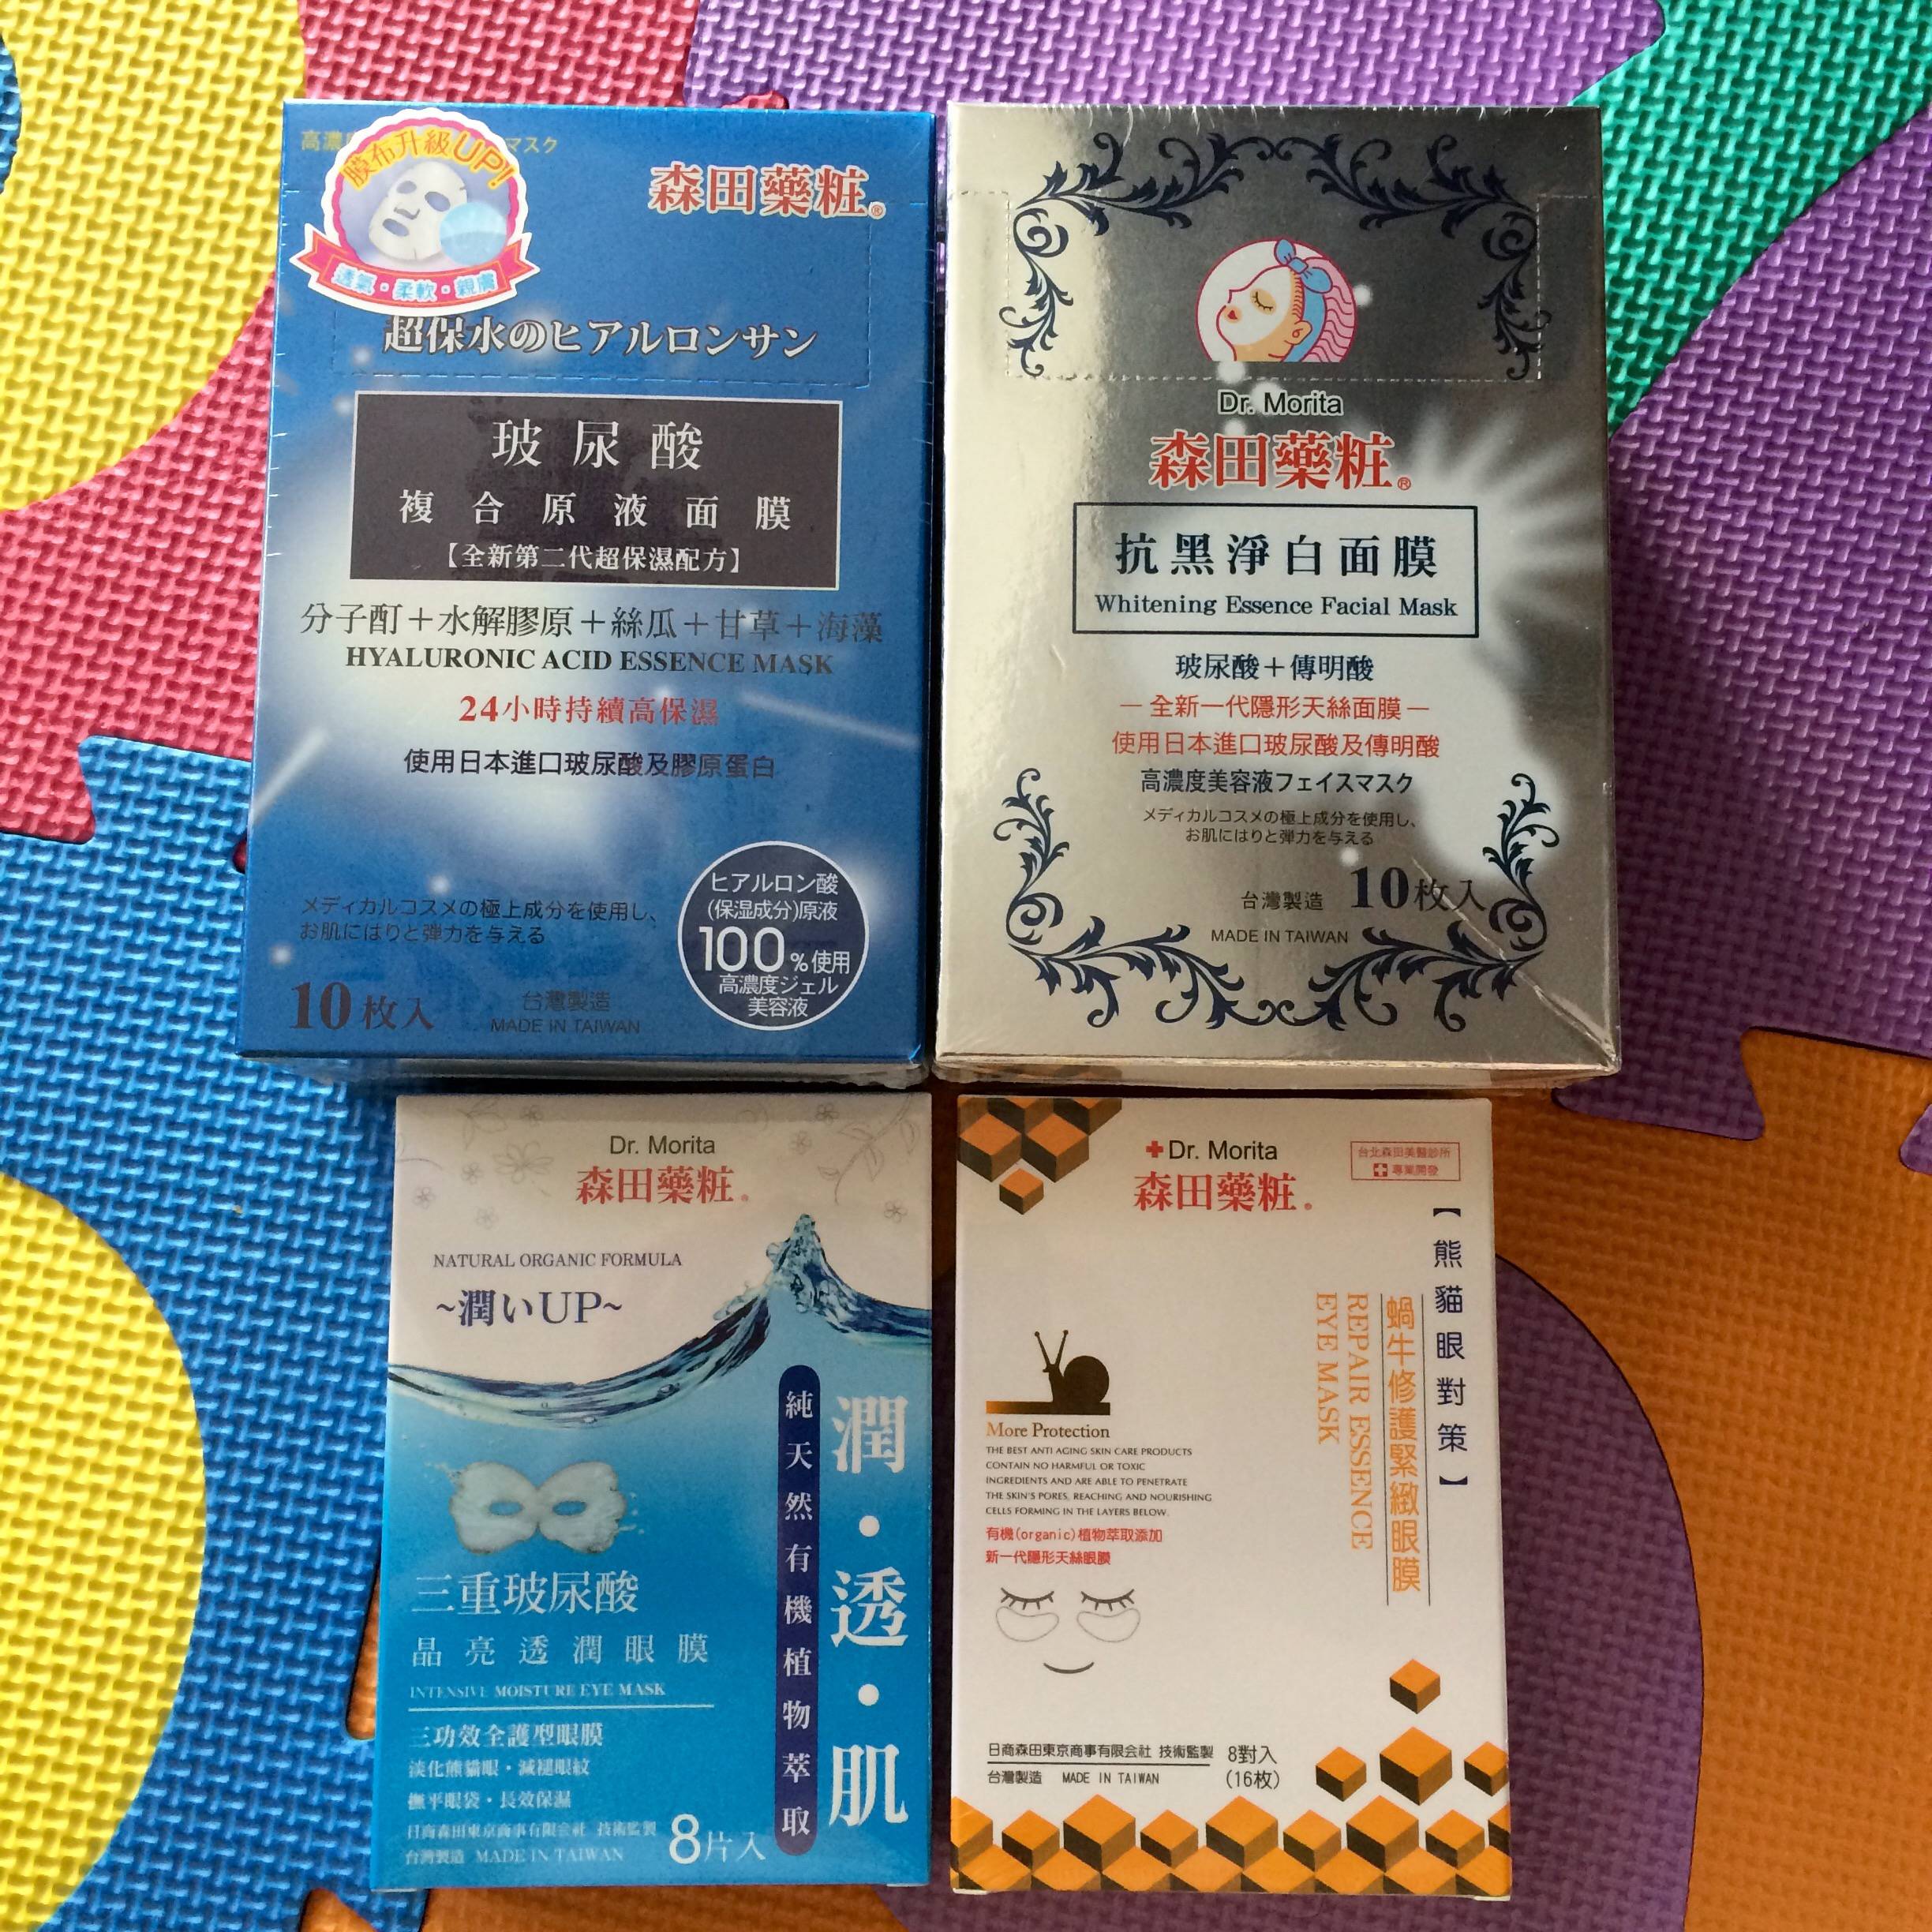 膜布升級UP!
透氣・柔軟・親膚
森田藥粧®
超保水のヒアルロンサン
玻尿酸
複合原液面膜
【全新第二代超保濕配方】
分子酊+水解膠原+絲瓜+甘草+海藻
HYALURONIC ACID ESSENCE MASK
24小時持續高保濕
使用日本進口玻尿酸及膠原蛋白
メディカルコスメの極上成分を使用し、
お肌にはりと弾力を与える
10枚入
台灣製造
MADE IN TAIWAN
ヒアルロン酸
(保湿成分)原液
100%使用
高濃度ジェル
美容液
Dr. Morita
森田藥粧®
抗黑淨白面膜
Whitening Essence Facial Mask
玻尿酸+傳明酸
—全新一代隱形天絲面膜—
使用日本進口玻尿酸及傳明酸
高濃度美容液フェイスマスク
メディカルコスメの極上成分を使用し、
お肌にはりと弾力を与える
台灣製造 10枚入
MADE IN TAIWAN
Dr. Morita
森田藥粧®
NATURAL ORGANIC FORMULA
~潤いUP~
潤・透・肌
純天然有機植物萃取
三重玻尿酸
晶亮透潤眼膜
INTENSIVE MOISTURE EYE MASK
三功效全護型眼膜
淡化熊貓眼・減褪眼紋
撫平眼袋・長效保濕
日商森田東京商事有限会社 技術監製
台灣製造 MADE IN TAIWAN
8片入
Dr. Morita
森田藥粧®
台北森田美醫診所
專業開發
【熊貓眼對策】
蝸牛修護緊緻眼膜
REPAIR ESSENCE
EYE MASK
More Protection
THE BEST ANTI AGING SKIN CARE PRODUCTS
CONTAIN NO HARMFUL OR TOXIC
INGREDIENTS AND ARE ABLE TO PENETRATE
THE SKIN'S PORES, REACHING AND NOURISHING
CELLS FORMING IN THE LAYERS BELOW.
有機(organic)植物萃取添加
新一代隱形天絲眼膜
日商森田東京商事有限会社 技術監製
台灣製造 MADE IN TAIWAN
8對入
(16枚)